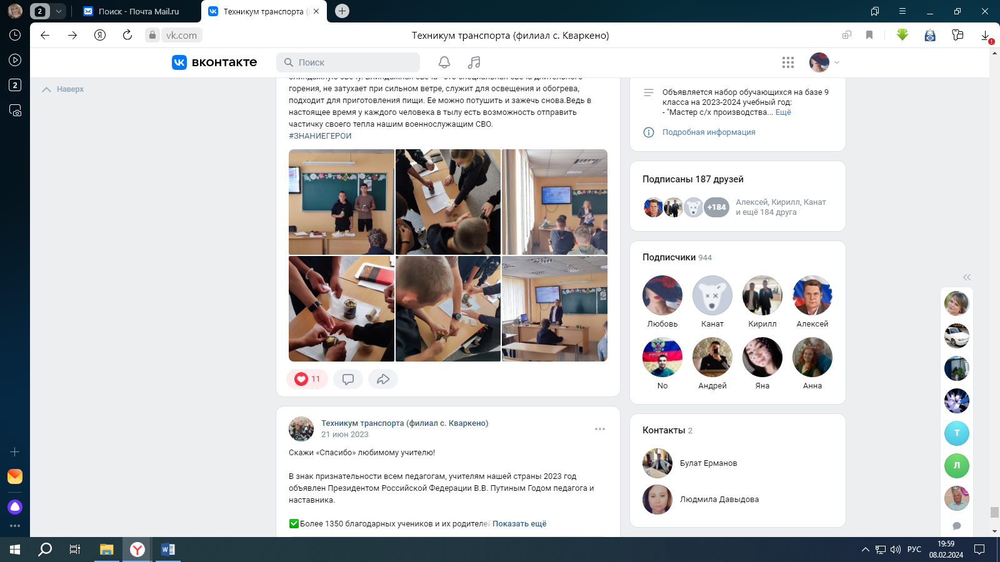 2
Поиск - Почта Mail.ru
Техникум транспорта (
vk.com
Техникум транспорта (филиал с. Кваркено)
2
вконтакте
Поиск
Наверх
горения, не затухает при сильном ветре, служит для освещения и обогрева,
подходит для приготовления пищи. Ее можно потушить и зажечь снова.Ведь в
настоящее время у каждого человека в тылу есть возможность отправить
частичку своего тепла нашим военнослужащим СВО.
#ЗНАНИЕГЕРОИ
11
Техникум транспорта (филиал с. Кваркено)
21 июн 2023
Скажи «Спасибо» любимому учителю!
В знак признательности всем педагогам, учителям нашей страны 2023 год
объявлен Президентом Российской Федерации В.В. Путиным Годом педагога и
наставника.
✅Более 1350 благодарных учеников и их родителей Показать ещё
Объявляется набор обучающихся на базе 9
класса на 2023-2024 учебный год:
- "Мастер с/х производства... Ещё
Подробная информация
Подписаны 187 друзей
+184
Алексей, Кирилл, Канат
и ещё 184 друга
Подписчики 944
Любовь
Канат
Кирилл
Алексей
No
Андрей
Яна
Анна
Контакты 2
Булат Ерманов
Людмила Давыдова
Т
Л
РУС
19:59
08.02.2024